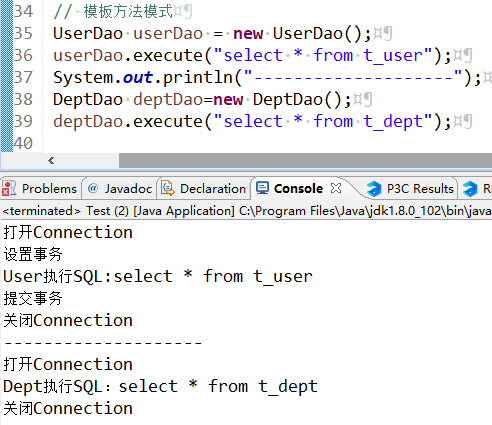 34 // 模板方法模式¤¶
35 UserDao userDao = new UserDao();¤¶
36 userDao.execute("select * from t_user");¤¶
37 System.out.println("--------------------");¤¶
38 DeptDao deptDao=new DeptDao();¤¶
39 deptDao.execute("select * from t_dept");¤¶
40
Problems @ Javadoc Declaration Console P3C Results
<terminated> Test (2) [Java Application] C:\Program Files\Java\jdk1.8.0_102\bin\java
打开Connection
设置事务
User执行SQL:select * from t_user
提交事务
关闭Connection
--------------------
打开Connection
Dept执行SQL：select * from t_dept
关闭Connection